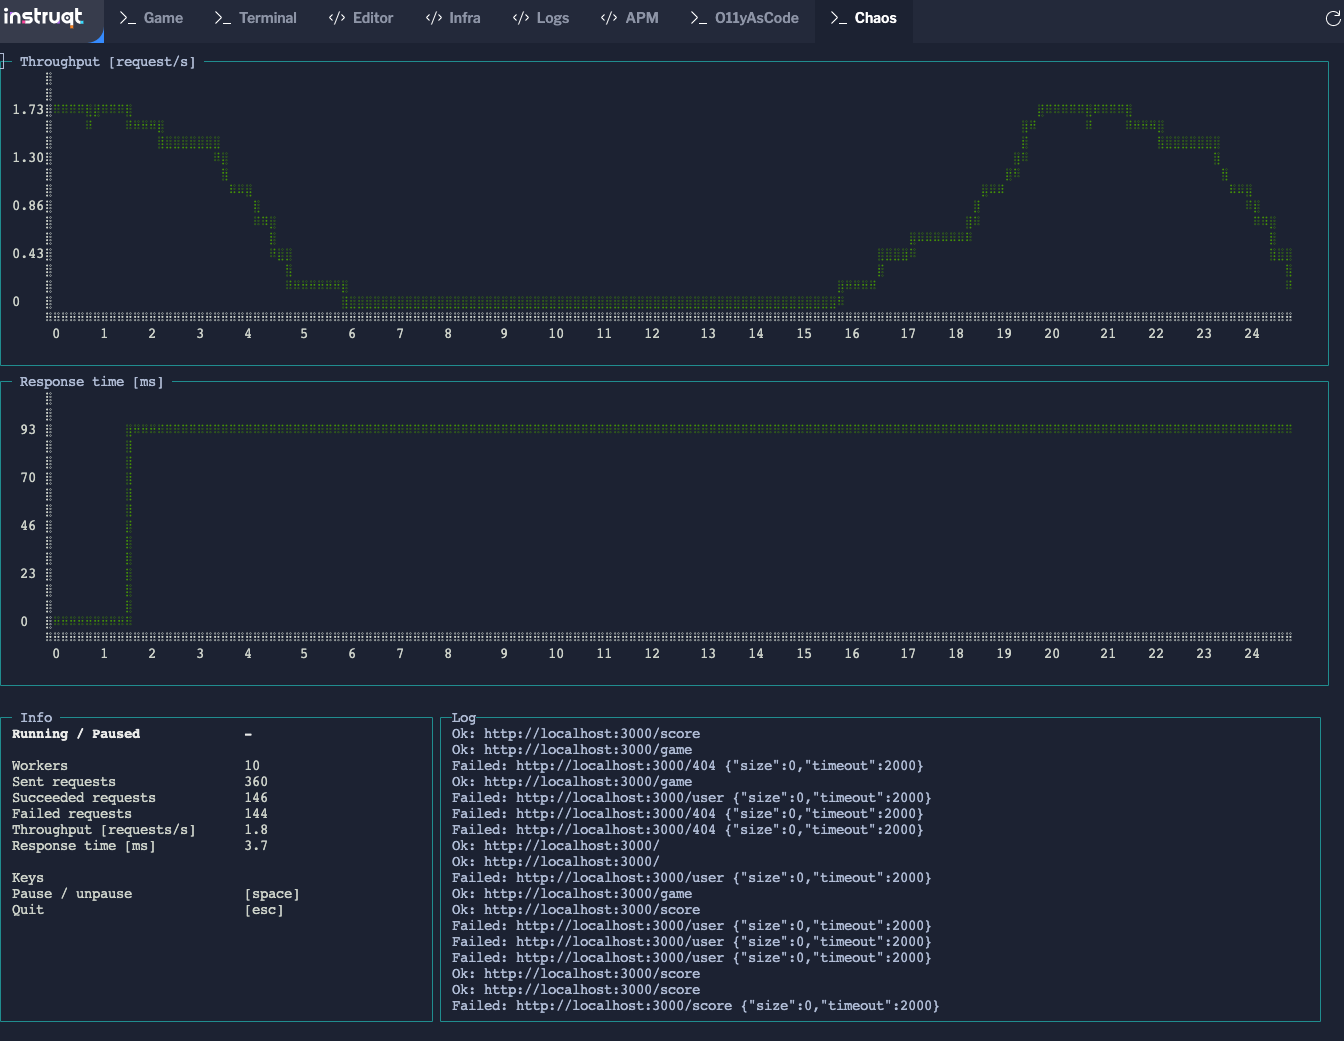 instruqt
>_ Game >_ Terminal </> Editor </> Infra </> Logs </> APM >_ O11yAsCode >_ Chaos
Throughput [request/s]
1.73
1.30
0.86
0.43
0
0 1 2 3 4 5 6 7 8 9 10 11 12 13 14 15 16 17 18 19 20 21 22 23 24
Response time [ms]
93
70
46
23
0
0 1 2 3 4 5 6 7 8 9 10 11 12 13 14 15 16 17 18 19 20 21 22 23 24
Info
Running / Paused -
Workers 10
Sent requests 360
Succeeded requests 146
Failed requests 144
Throughput [requests/s] 1.8
Response time [ms] 3.7
Keys
Pause / unpause [space]
Quit [esc]
Log
Ok: http://localhost:3000/score
Ok: http://localhost:3000/game
Failed: http://localhost:3000/404 {"size":0,"timeout":2000}
Ok: http://localhost:3000/game
Failed: http://localhost:3000/user {"size":0,"timeout":2000}
Failed: http://localhost:3000/404 {"size":0,"timeout":2000}
Failed: http://localhost:3000/404 {"size":0,"timeout":2000}
Ok: http://localhost:3000/
Ok: http://localhost:3000/
Failed: http://localhost:3000/user {"size":0,"timeout":2000}
Ok: http://localhost:3000/game
Ok: http://localhost:3000/score
Failed: http://localhost:3000/user {"size":0,"timeout":2000}
Failed: http://localhost:3000/user {"size":0,"timeout":2000}
Failed: http://localhost:3000/user {"size":0,"timeout":2000}
Ok: http://localhost:3000/score
Ok: http://localhost:3000/score
Failed: http://localhost:3000/score {"size":0,"timeout":2000}